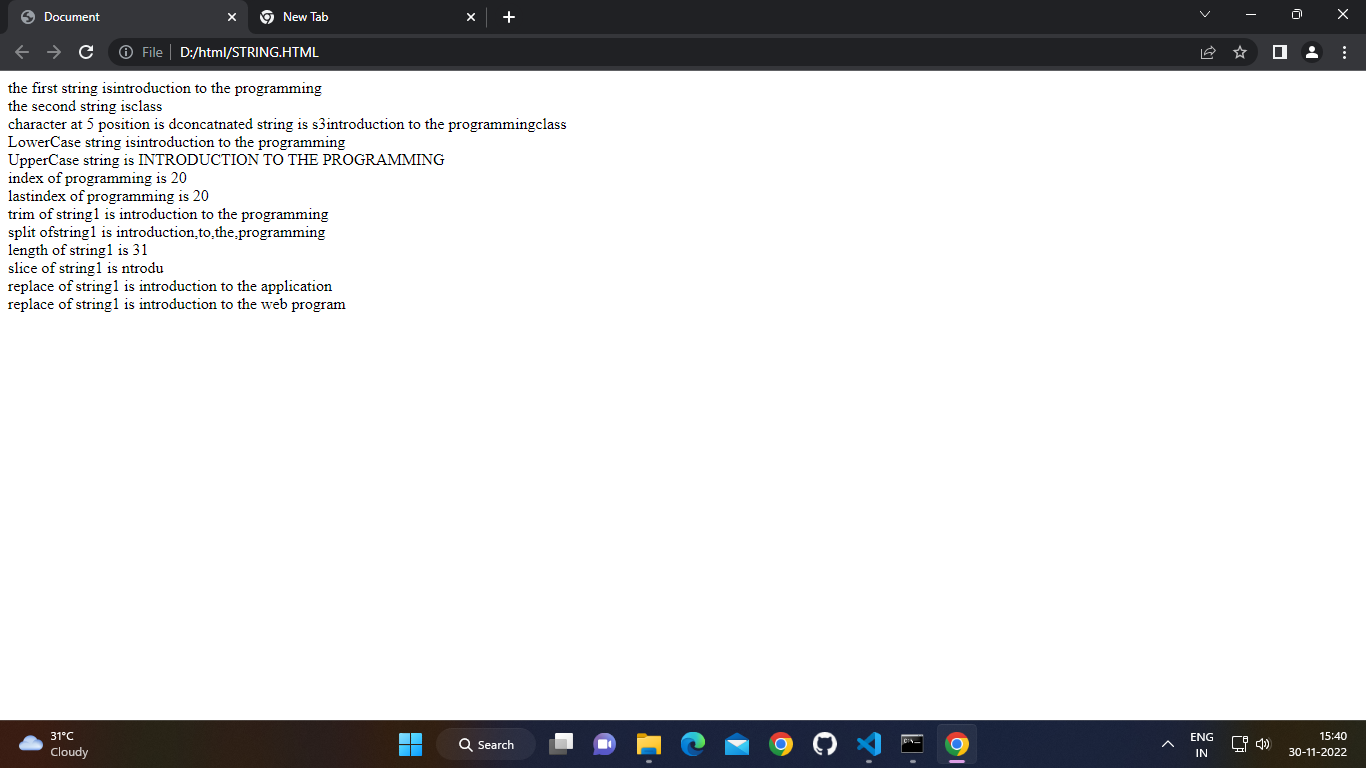 Document
New Tab
File
D:/html/STRING.HTML
the first string isintroduction to the programming
the second string isclass
character at 5 position is dconcatnated string is s3introduction to the programmingclass
LowerCase string isintroduction to the programming
UpperCase string is INTRODUCTION TO THE PROGRAMMING
index of programming is 20
lastindex of programming is 20
trim of string1 is introduction to the programming
split ofstring1 is introduction,to,the,programming
length of string1 is 31
slice of string1 is ntrodu
replace of string1 is introduction to the application
replace of string1 is introduction to the web program
31°C
Cloudy
Search
ENG
IN
15:40
30-11-2022